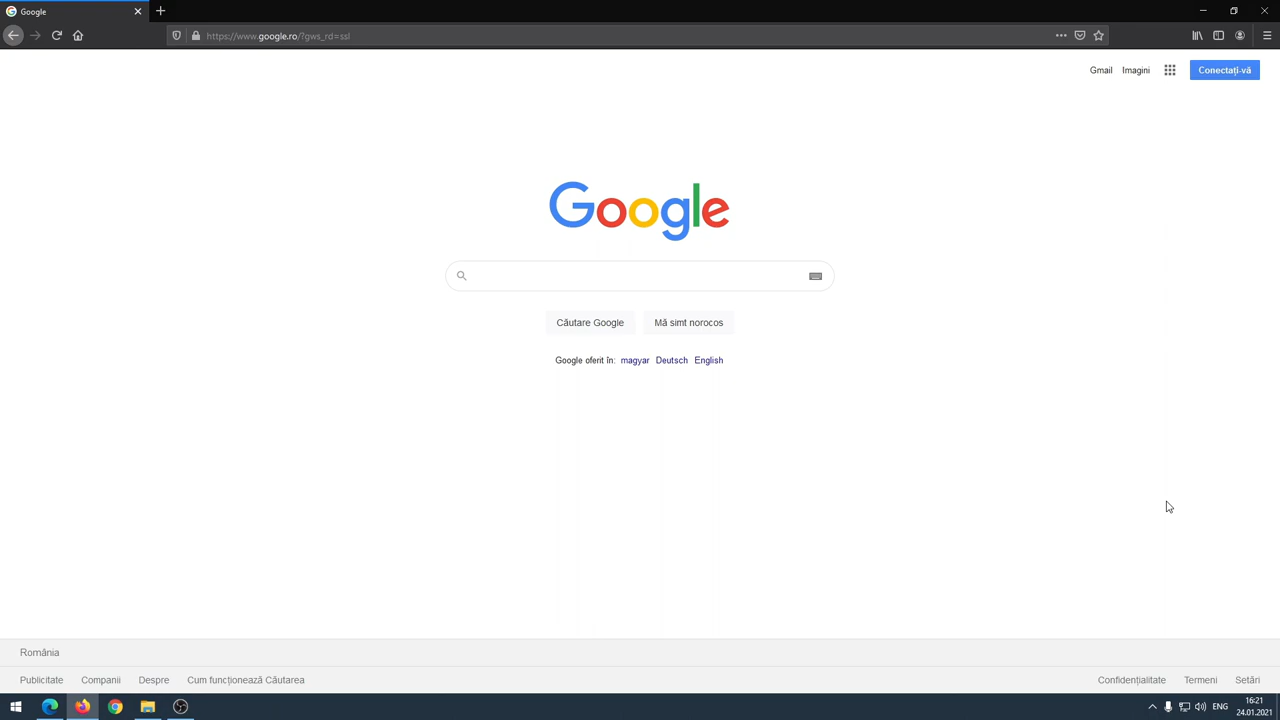 Google
https://www.google.ro/?gws_rd=ssl
Gmail Imagini Conectați-vă
Google
Căutare Google Mă simt norocos
Google oferit în: magyar Deutsch English
România
Publicitate Companii Despre Cum funcționează Căutarea Confidențialitate Termeni Setări
ENG 16:21
24.01.2021